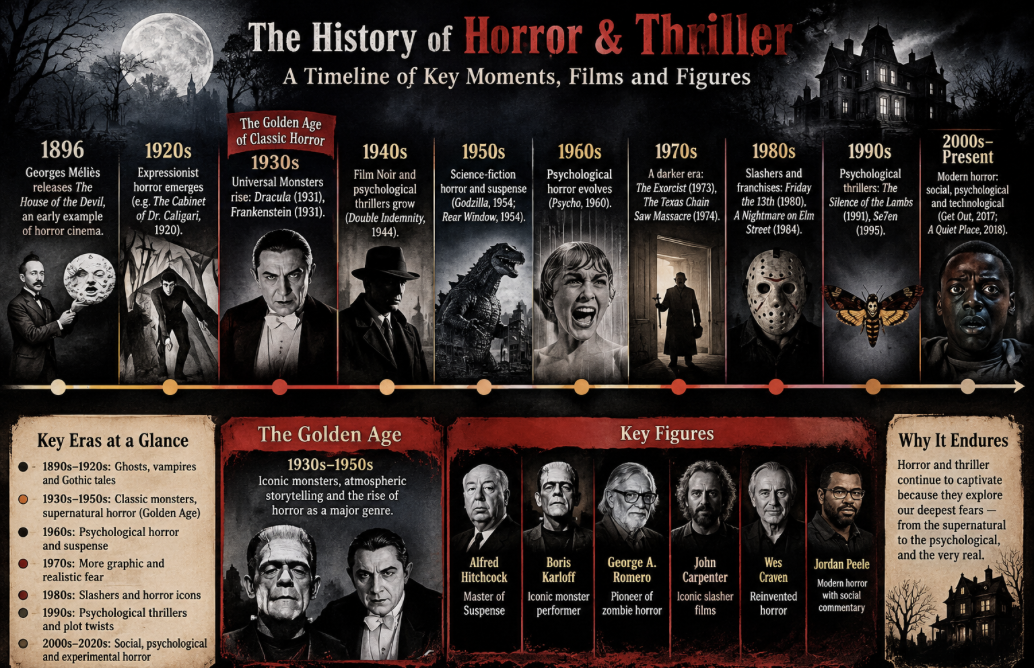 The History of Horror & Thriller
A Timeline of Key Moments, Films and Figures
1896
Georges Méliès
releases The
House of the Devil,
an early example
of horror cinema.
1920s
Expressionist
horror emerges
(e.g. The Cabinet
of Dr. Caligari,
1920).
The Golden Age
of Classic Horror
1930s
Universal Monsters
rise: Dracula (1931),
Frankenstein (1931).
1940s
Film Noir and
psychological
thrillers grow
(Double Indemnity,
1944).
1950s
Science-fiction
horror and suspense
(Godzilla, 1954;
Rear Window, 1954).
1960s
Psychological
horror evolves
(Psycho, 1960).
1970s
A darker era:
The Exorcist (1973),
The Texas Chain
Saw Massacre (1974).
1980s
Slashers and
franchises: Friday
the 13th (1980),
A Nightmare on Elm
Street (1984).
1990s
Psychological
thrillers: The
Silence of the Lambs
(1991), Se7en
(1995).
2000s–
Present
Modern horror:
social, psychological
and technological
(Get Out, 2017;
A Quiet Place, 2018).
Key Eras at a Glance
1890s–1920s: Ghosts, vampires
and Gothic tales
1930s–1950s: Classic monsters,
supernatural horror (Golden Age)
1960s: Psychological horror
and suspense
1970s: More graphic and
realistic fear
1980s: Slashers and horror icons
1990s: Psychological thrillers
and plot twists
2000s–2020s: Social, psychological
and experimental horror
The Golden Age
1930s–1950s
Iconic monsters, atmospheric
storytelling and the rise of
horror as a major genre.
Key Figures
Alfred
Hitchcock
Master of
Suspense
Boris
Karloff
Iconic monster
performer
George A.
Romero
Pioneer of
zombie horror
John
Carpenter
Iconic slasher
films
Wes
Craven
Reinvented
horror
Jordan Peele
Modern horror
with social
commentary
Why It Endures
Horror and thriller
continue to captivate
because they explore
our deepest fears —
from the supernatural
to the psychological,
and the very real.